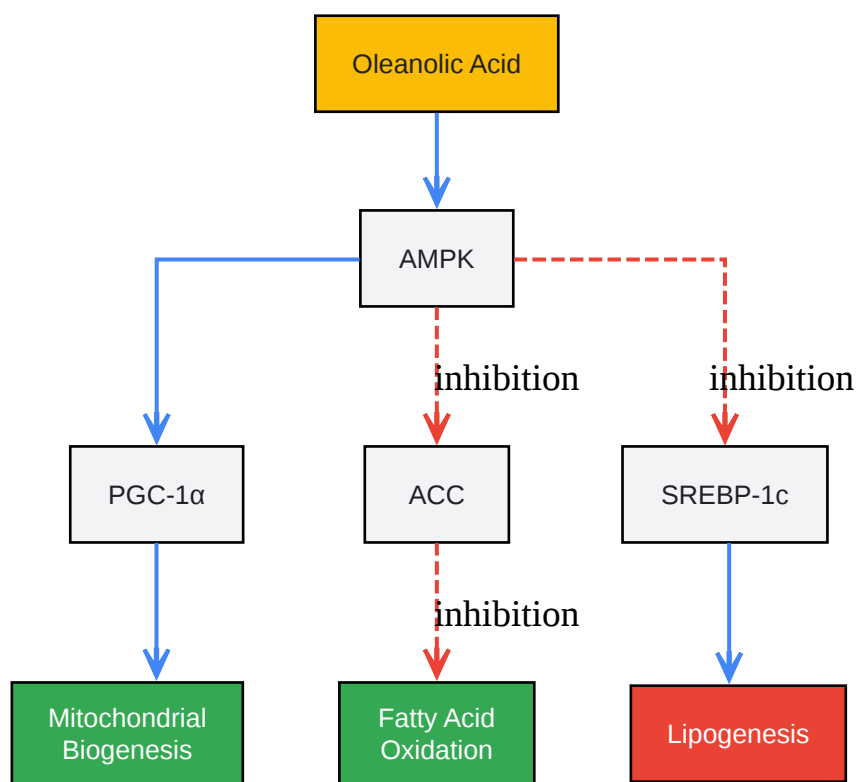 Oleanolic Acid
AMPK
inhibition
inhibition
PGC-1α
ACC
SREBP-1c
inhibition
Mitochondrial
Biogenesis
Fatty Acid
Oxidation
Lipogenesis